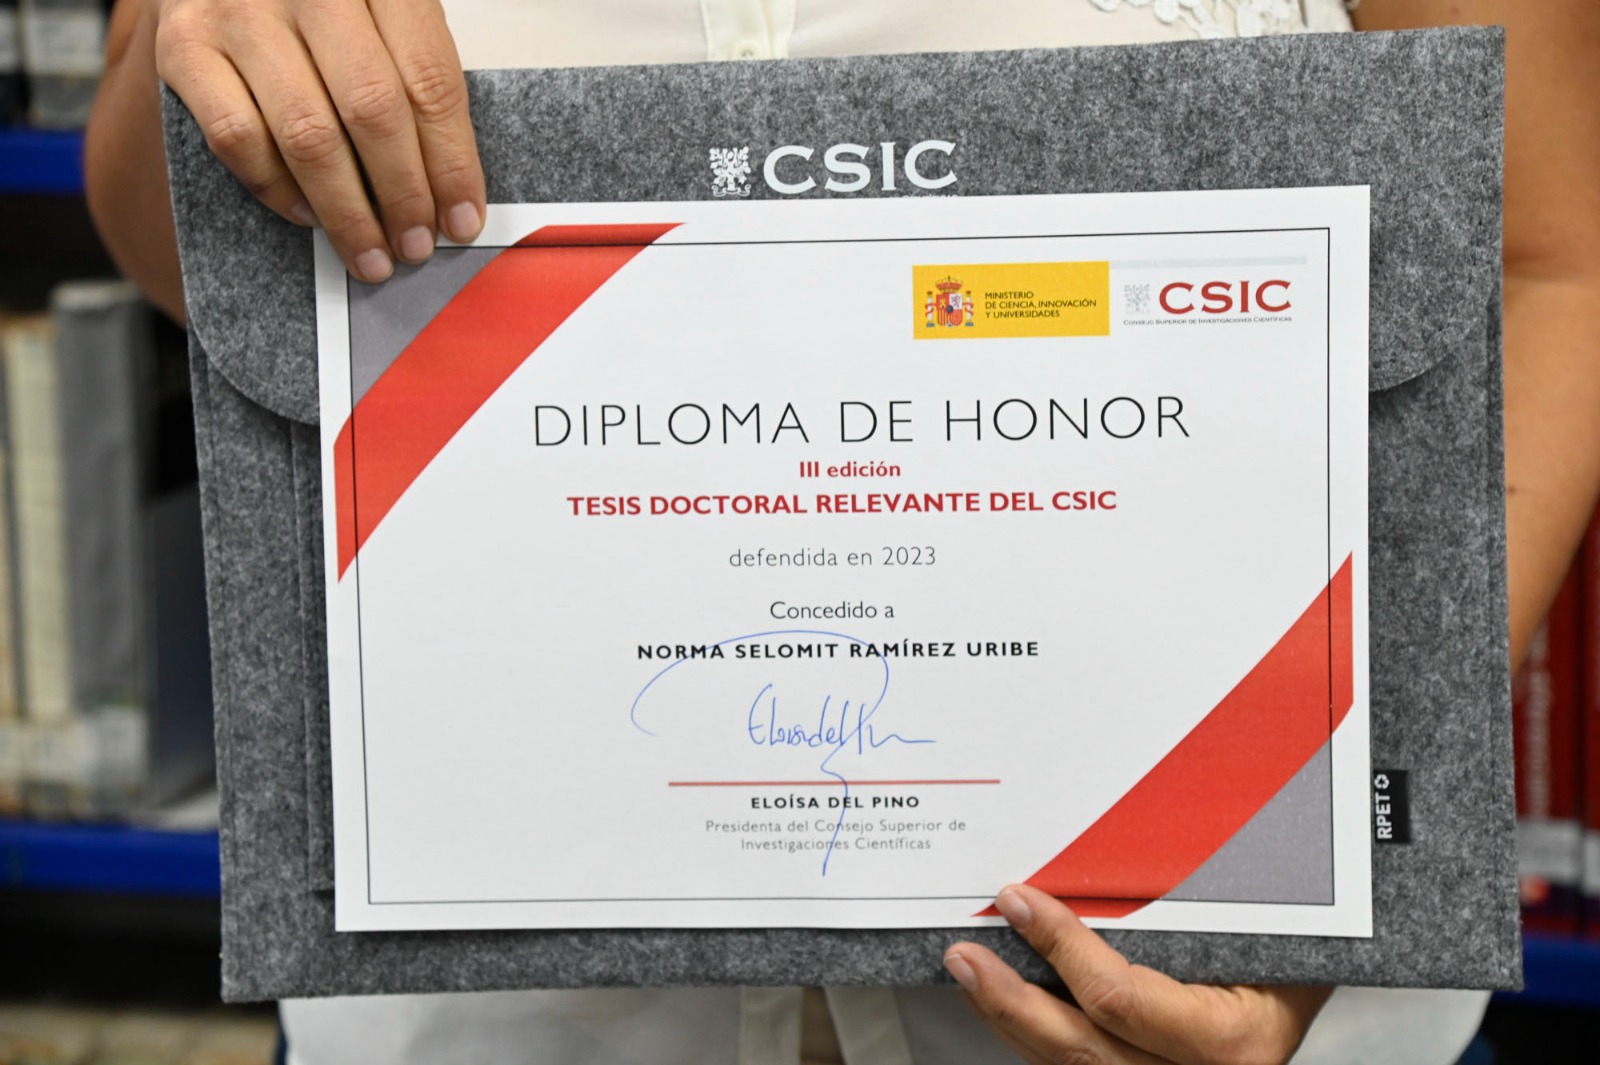 CSIC
MINISTERIO
DE CIENCIA, INNOVACIÓN
Y UNIVERSIDADES
CSIC
CONSEJO SUPERIOR DE INVESTIGACIONES CIENTÍFICAS
DIPLOMA DE HONOR
III edición
TESIS DOCTORAL RELEVANTE DEL CSIC
defendida en 2023
Concedido a
NORMA SELOMIT RAMÍREZ URIBE
ELOÍSA DEL PINO
Presidenta del Consejo Superior de
Investigaciones Científicas
RPET